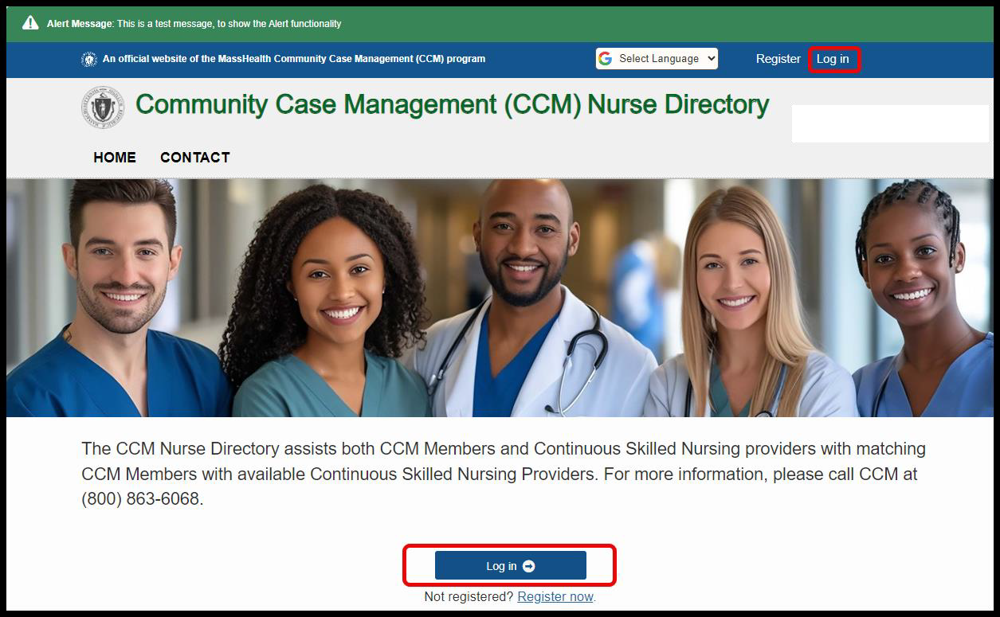 Alert Message: This is a test message, to show the Alert functionality
An official website of the MassHealth Community Case Management (CCM) program
Select Language
Register
Log in
Community Case Management (CCM) Nurse Directory
HOME
CONTACT
The CCM Nurse Directory assists both CCM Members and Continuous Skilled Nursing providers with matching
CCM Members with available Continuous Skilled Nursing Providers. For more information, please call CCM at
(800) 863-6068.
Log in
Not registered? Register now.